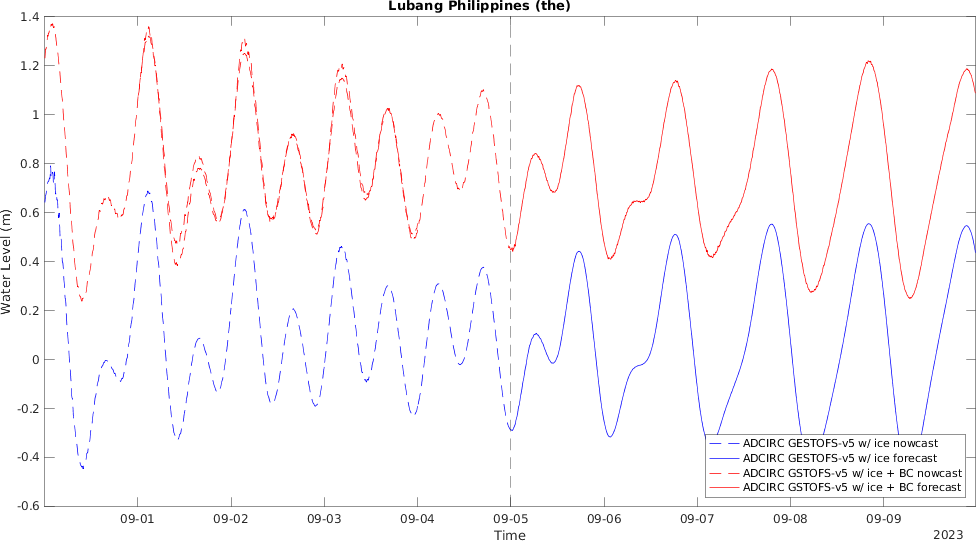 Lubang Philippines (the)
Water Level (m)
1.4
1.2
1
0.8
0.6
0.4
0.2
0
-0.2
-0.4
-0.6
ADCIRC GESTOFS-v5 w/ ice nowcast
ADCIRC GESTOFS-v5 w/ ice forecast
ADCIRC GSTOFS-v5 w/ ice + BC nowcast
ADCIRC GSTOFS-v5 w/ ice + BC forecast
09-01 09-02 09-03 09-04 09-05 09-06 09-07 09-08 09-09
Time
2023